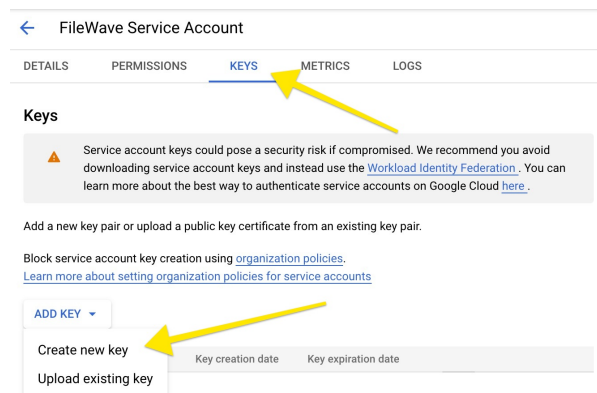 FileWave Service Account
DETAILS PERMISSIONS KEYS METRICS LOGS
Keys
Service account keys could pose a security risk if compromised. We recommend you avoid
downloading service account keys and instead use the Workload Identity Federation . You can
learn more about the best way to authenticate service accounts on Google Cloud here .
Add a new key pair or upload a public key certificate from an existing key pair.
Block service account key creation using organization policies.
Learn more about setting organization policies for service accounts
ADD KEY
Create new key
Key creation date Key expiration date
Upload existing key